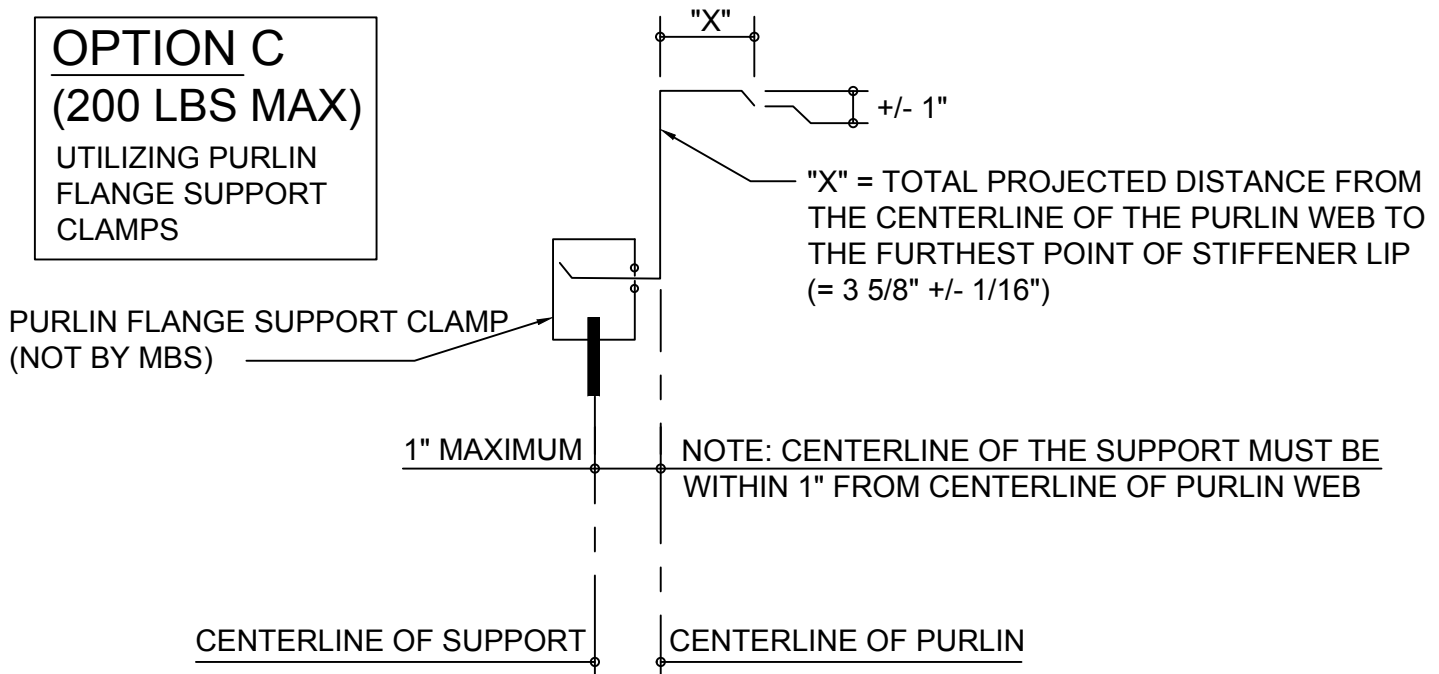 OPTION C
(200 LBS MAX)
UTILIZING PURLIN
FLANGE SUPPORT
CLAMPS
"X"
+/- 1"
"X" = TOTAL PROJECTED DISTANCE FROM
THE CENTERLINE OF THE PURLIN WEB TO
THE FURTHEST POINT OF STIFFENER LIP
(= 3 5/8" +/- 1/16")
PURLIN FLANGE SUPPORT CLAMP
(NOT BY MBS)
1" MAXIMUM
NOTE: CENTERLINE OF THE SUPPORT MUST BE
WITHIN 1" FROM CENTERLINE OF PURLIN WEB
CENTERLINE OF SUPPORT
CENTERLINE OF PURLIN